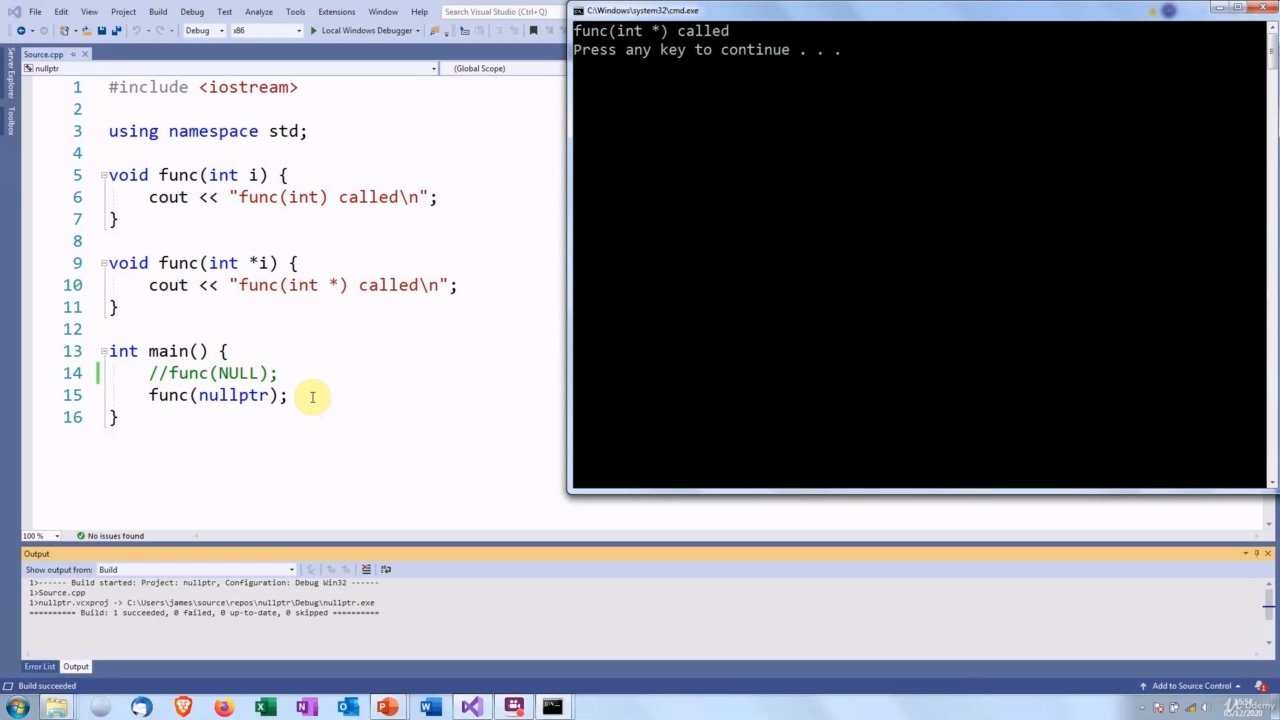 File Edit View Project Build Debug Test Analyze Tools Extensions Window Help Search Visual Studio (Ctrl+Q)
C:\Windows\system32\cmd.exe
Debug x86 Local Windows Debugger
func(int *) called
Press any key to continue . . .
Server Explorer
Toolbox
Source.cpp
nullptr (Global Scope)
1 #include <iostream>
2
3 using namespace std;
4
5 void func(int i) {
6 cout << "func(int) called\n";
7 }
8
9 void func(int *i) {
10 cout << "func(int *) called\n";
11 }
12
13 int main() {
14 //func(NULL);
15 func(nullptr);
16 }
100 % No issues found
Output
Show output from: Build
1>------ Build started: Project: nullptr, Configuration: Debug Win32 ------
1>Source.cpp
1>nullptr.vcxproj -> C:\Users\james\source\repos\nullptr\Debug\nullptr.exe
========== Build: 1 succeeded, 0 failed, 0 up-to-date, 0 skipped ==========
Error List Output
Build succeeded Add to Source Control 1
05/12/2020